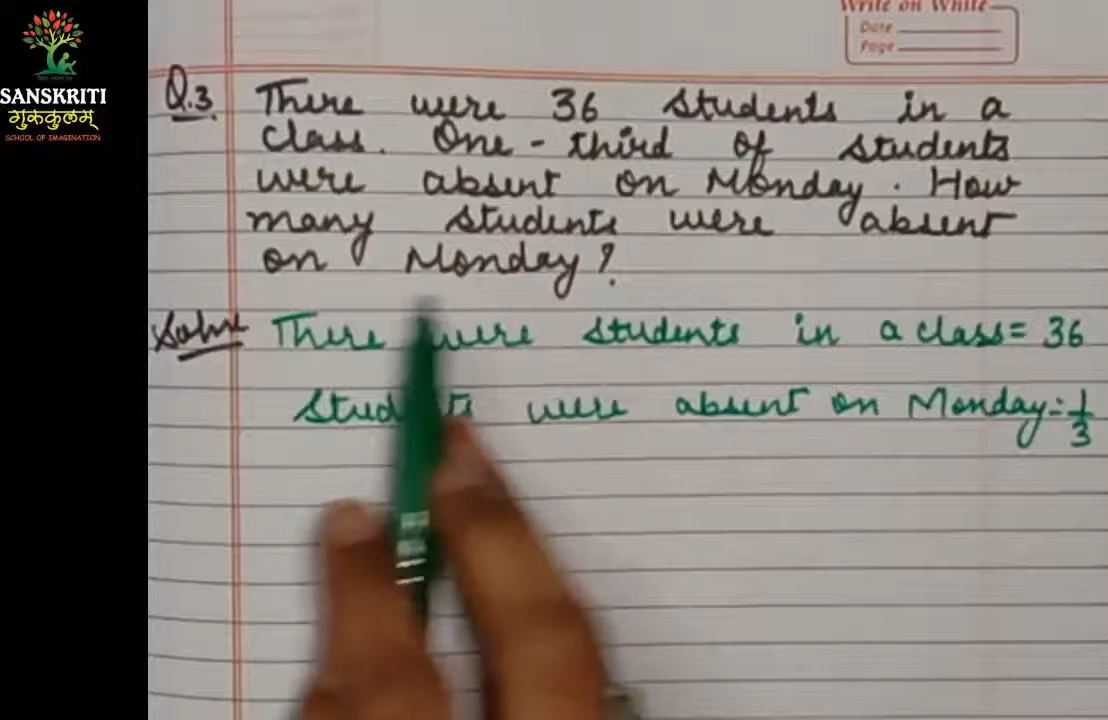 Write on White
Date
Page
SANSKRITI
गुरुकुलम्
SCHOOL OF IMAGINATION
Q.3 There were 36 students in a
class. One-third of students
were absent on Monday. How
many students were absent
on Monday?
Soln There were students in a class = 36
Students were absent on Monday = 1/3